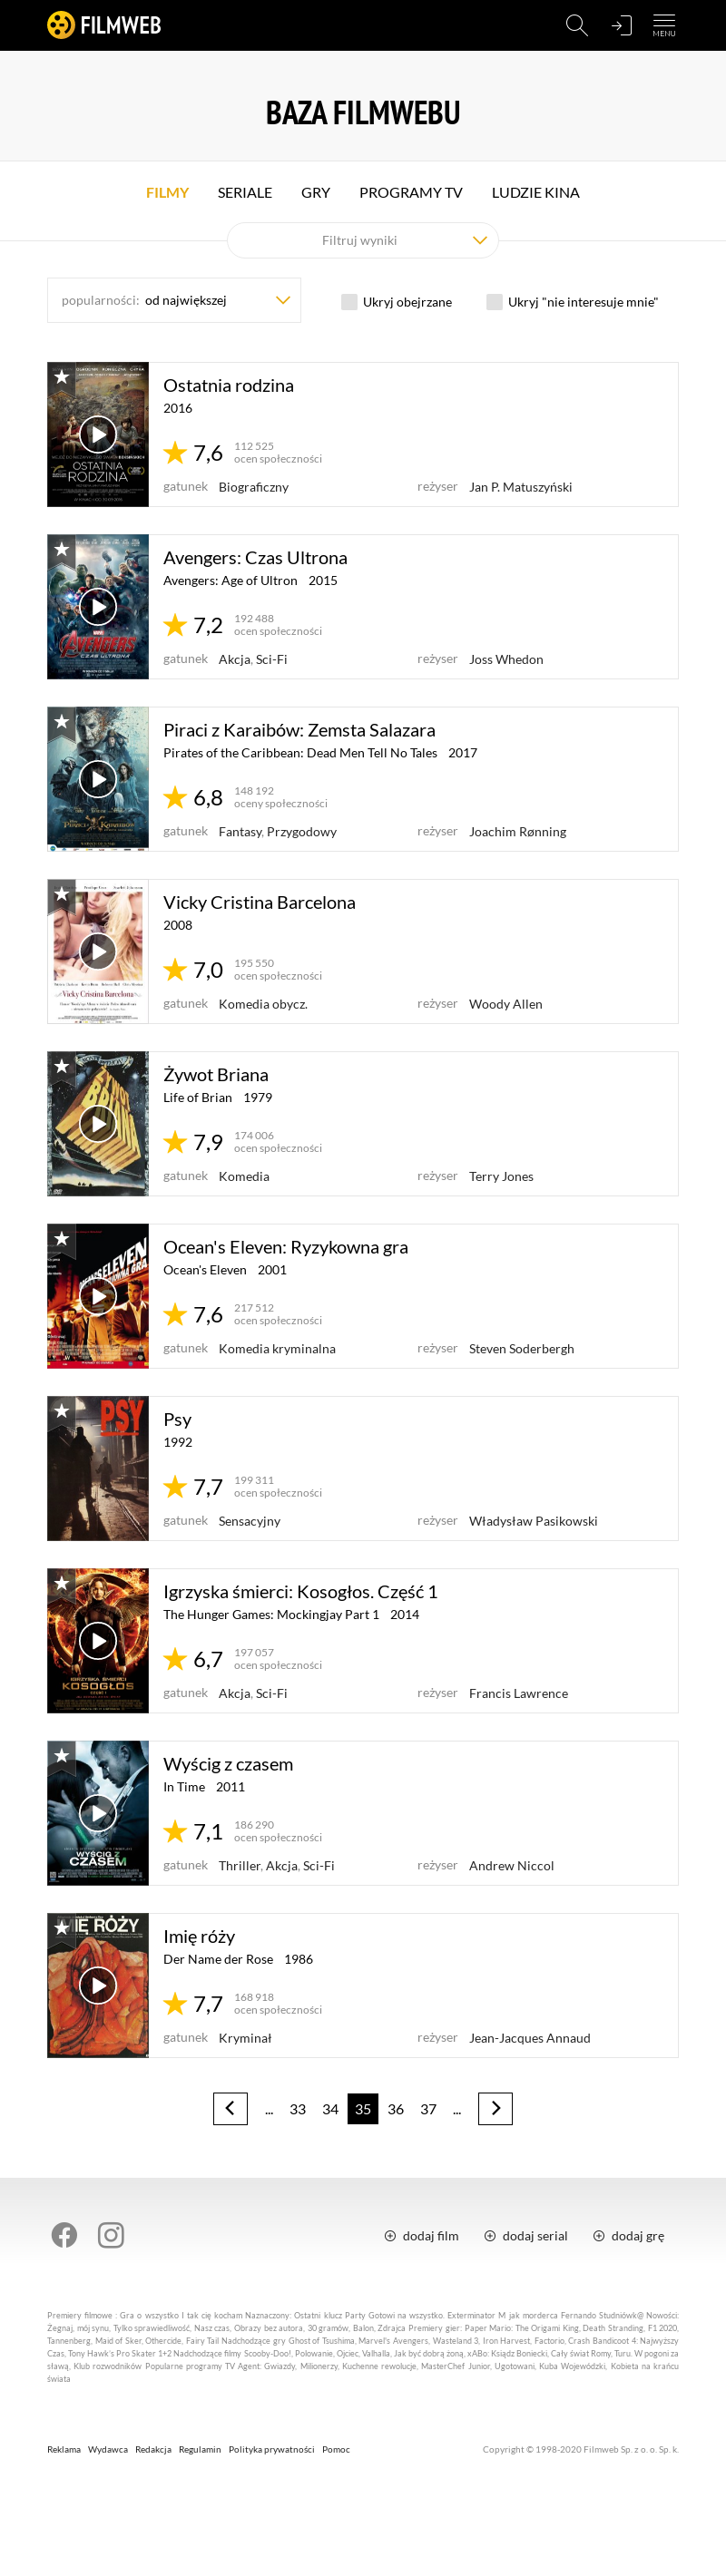 FILMWEB
MENU
BAZA FILMWEBU
FILMY SERIALE GRY PROGRAMY TV LUDZIE KINA
Filtruj wyniki
popularności: od największej Ukryj obejrzane Ukryj "nie interesuje mnie"
OSTATNIA
RODZINA
Ostatnia rodzina
2016
7,6 112 525
ocen społeczności
gatunek Biograficzny reżyser Jan P. Matuszyński
AVENGERS
CZAS ULTRONA
Avengers: Czas Ultrona
Avengers: Age of Ultron 2015
7,2 192 488
ocen społeczności
gatunek Akcja, Sci-Fi reżyser Joss Whedon
Piraci z Karaibów: Zemsta Salazara
Pirates of the Caribbean: Dead Men Tell No Tales 2017
6,8 148 192
oceny społeczności
gatunek Fantasy, Przygodowy reżyser Joachim Rønning
Vicky Cristina Barcelona
Vicky Cristina Barcelona
2008
7,0 195 550
ocen społeczności
gatunek Komedia obycz. reżyser Woody Allen
Żywot Briana
Life of Brian 1979
7,9 174 006
ocen społeczności
gatunek Komedia reżyser Terry Jones
Ocean's Eleven: Ryzykowna gra
Ocean's Eleven 2001
7,6 217 512
ocen społeczności
gatunek Komedia kryminalna reżyser Steven Soderbergh
PSY
Psy
1992
7,7 199 311
ocen społeczności
gatunek Sensacyjny reżyser Władysław Pasikowski
IGRZYSKA ŚMIERCI
KOSOGŁOS
Igrzyska śmierci: Kosogłos. Część 1
The Hunger Games: Mockingjay Part 1 2014
6,7 197 057
ocen społeczności
gatunek Akcja, Sci-Fi reżyser Francis Lawrence
WYŚCIG Z
CZASEM
Wyścig z czasem
In Time 2011
7,1 186 290
ocen społeczności
gatunek Thriller, Akcja, Sci-Fi reżyser Andrew Niccol
IMIĘ RÓŻY
Imię róży
Der Name der Rose 1986
7,7 168 918
ocen społeczności
gatunek Kryminał reżyser Jean-Jacques Annaud
... 33 34 35 36 37 ...
dodaj film dodaj serial dodaj grę
Premiery filmowe : Gra o wszystko I tak cię kocham Naznaczony: Ostatni klucz Party Gotowi na wszystko. Exterminator M jak morderca Fernando Studniówk@ Nowości:
Żegnaj, mój synu, Tylko sprawiedliwość, Nasz czas, Obrazy bez autora, 30 gramów, Balon, Zdrajca Premiery gier: Paper Mario: The Origami King, Death Stranding, F1 2020,
Tannenberg, Maid of Sker, Othercide, Fairy Tail Nadchodzące gry Ghost of Tsushima, Marvel's Avengers, Wasteland 3, Iron Harvest, Factorio, Crash Bandicoot 4: Najwyższy
Czas, Tony Hawk's Pro Skater 1+2 Nadchodzące filmy Scooby-Doo!, Polowanie, Ojciec, Valhalla, Jak być dobrą żoną, xABo: Ksiądz Boniecki, Cały świat Romy, Turu. W pogoni za
sławą, Klub rozwodników Popularne programy TV Agent: Gwiazdy, Milionerzy, Kuchenne rewolucje, MasterChef Junior, Ugotowani, Kuba Wojewódzki, Kobieta na krańcu
świata
Reklama Wydawca Redakcja Regulamin Polityka prywatności Pomoc Copyright © 1998-2020 Filmweb Sp. z o. o. Sp. k.